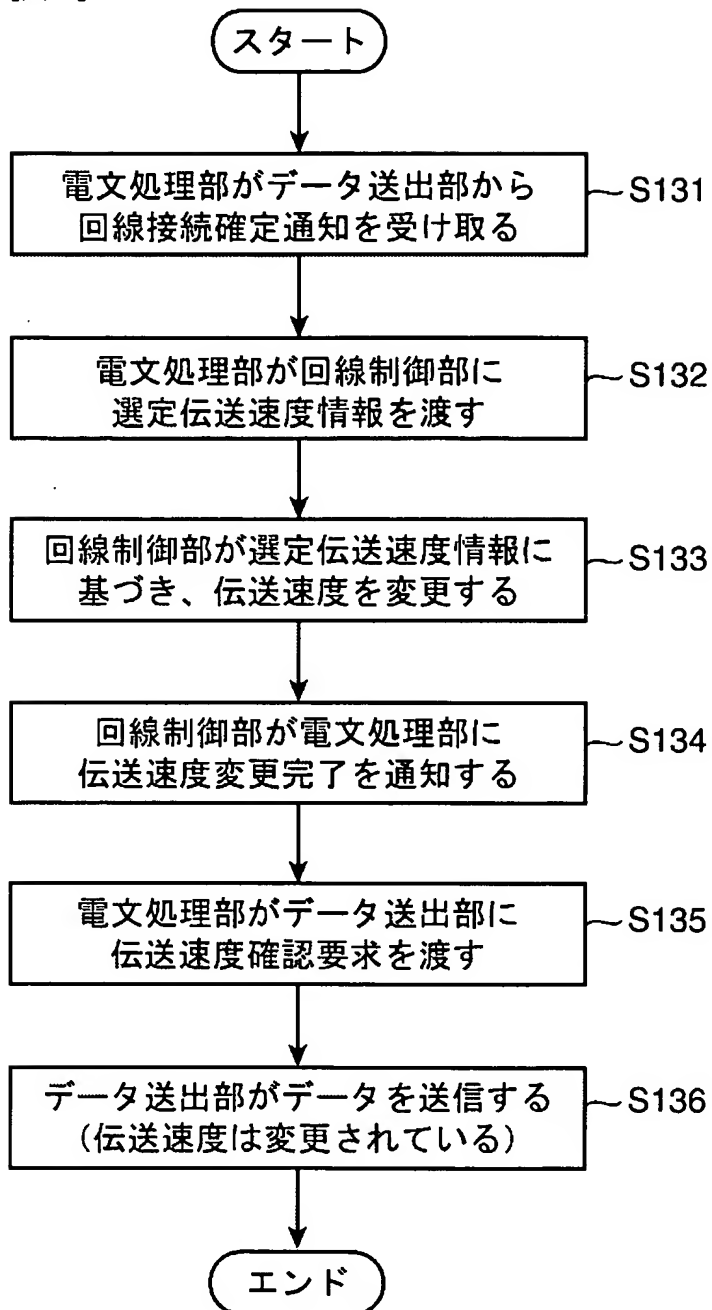 スタート
電文処理部がデータ送出部から
回線接続確定通知を受け取る
S131
電文処理部が回線制御部に
選定伝送速度情報を渡す
S132
回線制御部が選定伝送速度情報に
基づき、伝送速度を変更する
S133
回線制御部が電文処理部に
伝送速度変更完了を通知する
S134
電文処理部がデータ送出部に
伝送速度確認要求を渡す
S135
データ送出部がデータを送信する
(伝送速度は変更されている)
S136
エンド